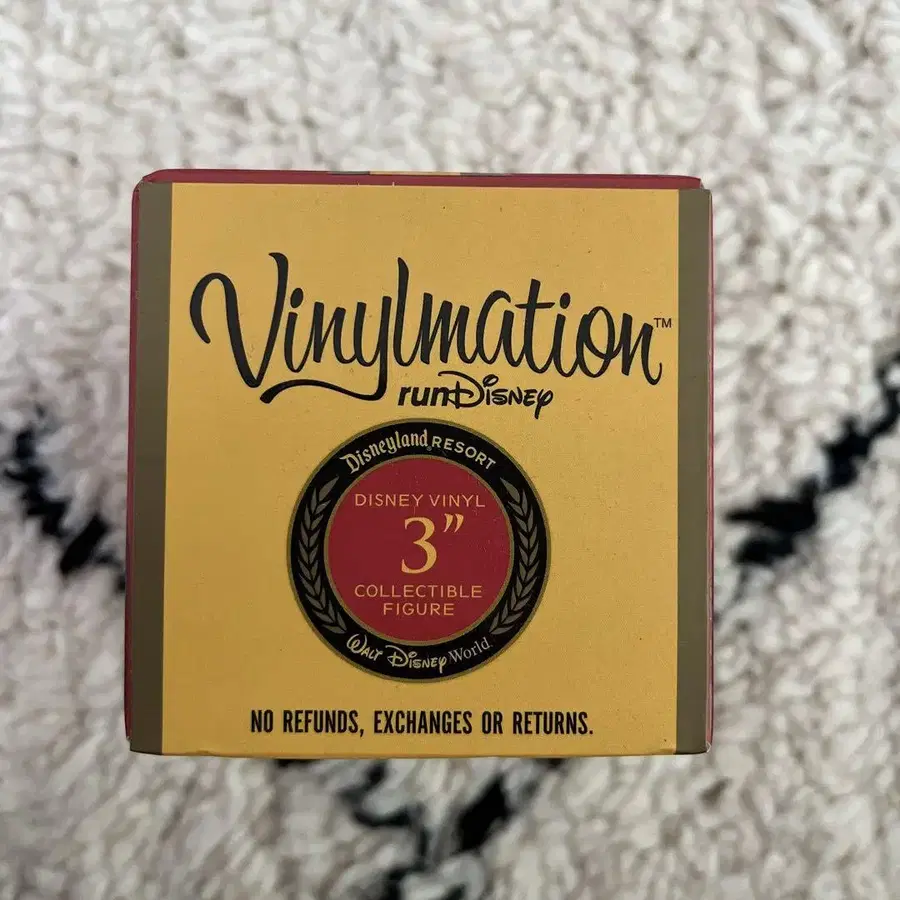 Vinylmation™
runDisney
Disneyland RESORT
DISNEY VINYL
3"
COLLECTIBLE
FIGURE
Walt Disney World
NO REFUNDS, EXCHANGES OR RETURNS.